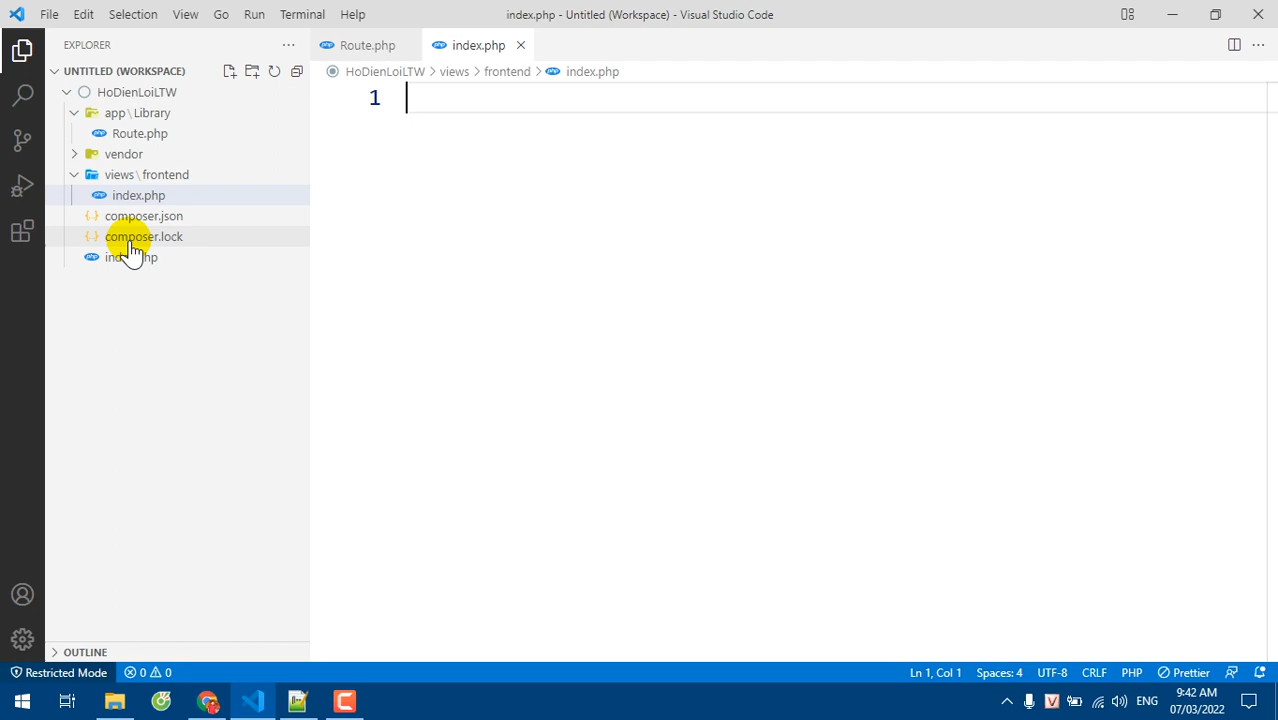 File Edit Selection View Go Run Terminal Help
index.php - Untitled (Workspace) - Visual Studio Code
EXPLORER
Route.php
index.php
UNTITLED (WORKSPACE)
HoDienLoiLTW > views > frontend > index.php
HoDienLoiLTW
app\Library
Route.php
vendor
views\frontend
index.php
composer.json
composer.lock
index.php
1
OUTLINE
Restricted Mode 0 0
Ln 1, Col 1 Spaces: 4 UTF-8 CRLF PHP Prettier
ENG
9:42 AM
07/03/2022